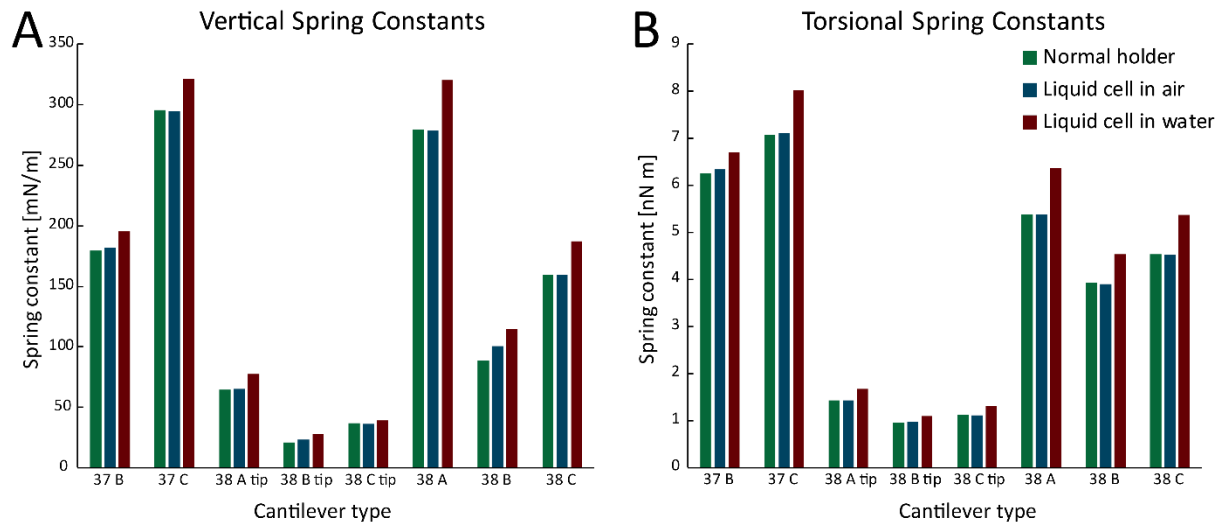 A
Vertical Spring Constants
Spring constant [mN/m]
350
300
250
200
150
100
50
0
37 B 37 C 38 A tip 38 B tip 38 C tip 38 A 38 B 38 C
Cantilever type
B
Torsional Spring Constants
Normal holder
Liquid cell in air
Liquid cell in water
Spring constant [nN m]
9
8
7
6
5
4
3
2
1
0
37 B 37 C 38 A tip 38 B tip 38 C tip 38 A 38 B 38 C
Cantilever type